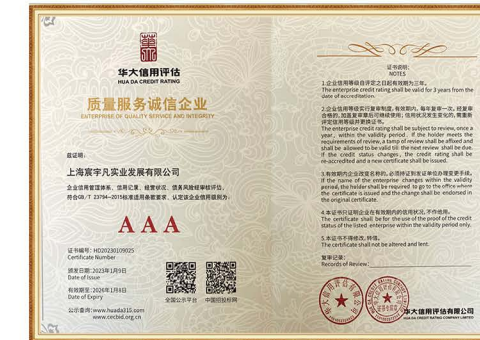 华大信用评估
HUA DA CREDIT RATING
质量服务诚信企业
ENTERPRISE OF QUALITY SERVICE AND INTEGRITY
兹证明:
上海宸宇凡实业发展有限公司
企业信用管理体系、信用记录、经营状况、债务风险经审核评估,
符合GB/T 23794—2015标准适用条款要求、认定该企业信用级别为:
AAA
证书编号: HD20230109025
Certificate Number
颁发日期: 2023年1月9日
Date of Issue
有效期至: 2026年1月8日
Date of Expiry
公示查询: www.huada315.com
www.cecbid.org.cn
全国公示平台
中国招投标网
证书说明:
NOTES
1.企业信用等级自评定之日起有效期为三年。
The enterprise credit rating shall be valid for 3 years from the
date of accreditation.
2.企业信用等级实行复审制度, 有效期内, 每年复审一次, 经复审
合格的, 加盖复审章后可继续使用; 信用状况发生变化的, 需重新
评定信用等级并更换证书。
The enterprise credit rating shall be subject to review, once a
year, within the validity period. If the holder meets the
requirements of review, a tamp of review shall be affixed and
shall be allowed to be valid till the next review shall be due.
If the credit status changes, the credit rating shall be
re-accredited and a new certificate shall be issued.
3.有效期内企业改变名称的, 必须持证到发证单位办理变更手续。
If the name of the enterprise changes within the validity
period, the holder shall be required to go to the office where
the certificate is issued and the change shall be endorsed in
the original certificate.
4.本证书只证明企业在有效期内的信用状况, 不作他用。
The certificate shall be for the use of the proof of the credit
status of the listed enterprise within the validity period only.
5.本证书不得修改, 转借。
The certificate shall not be altered and lent.
复审记录:
Records of Review:
华大信用评估有限公司
HUA DA CREDIT RATING COMPANY LIMITED